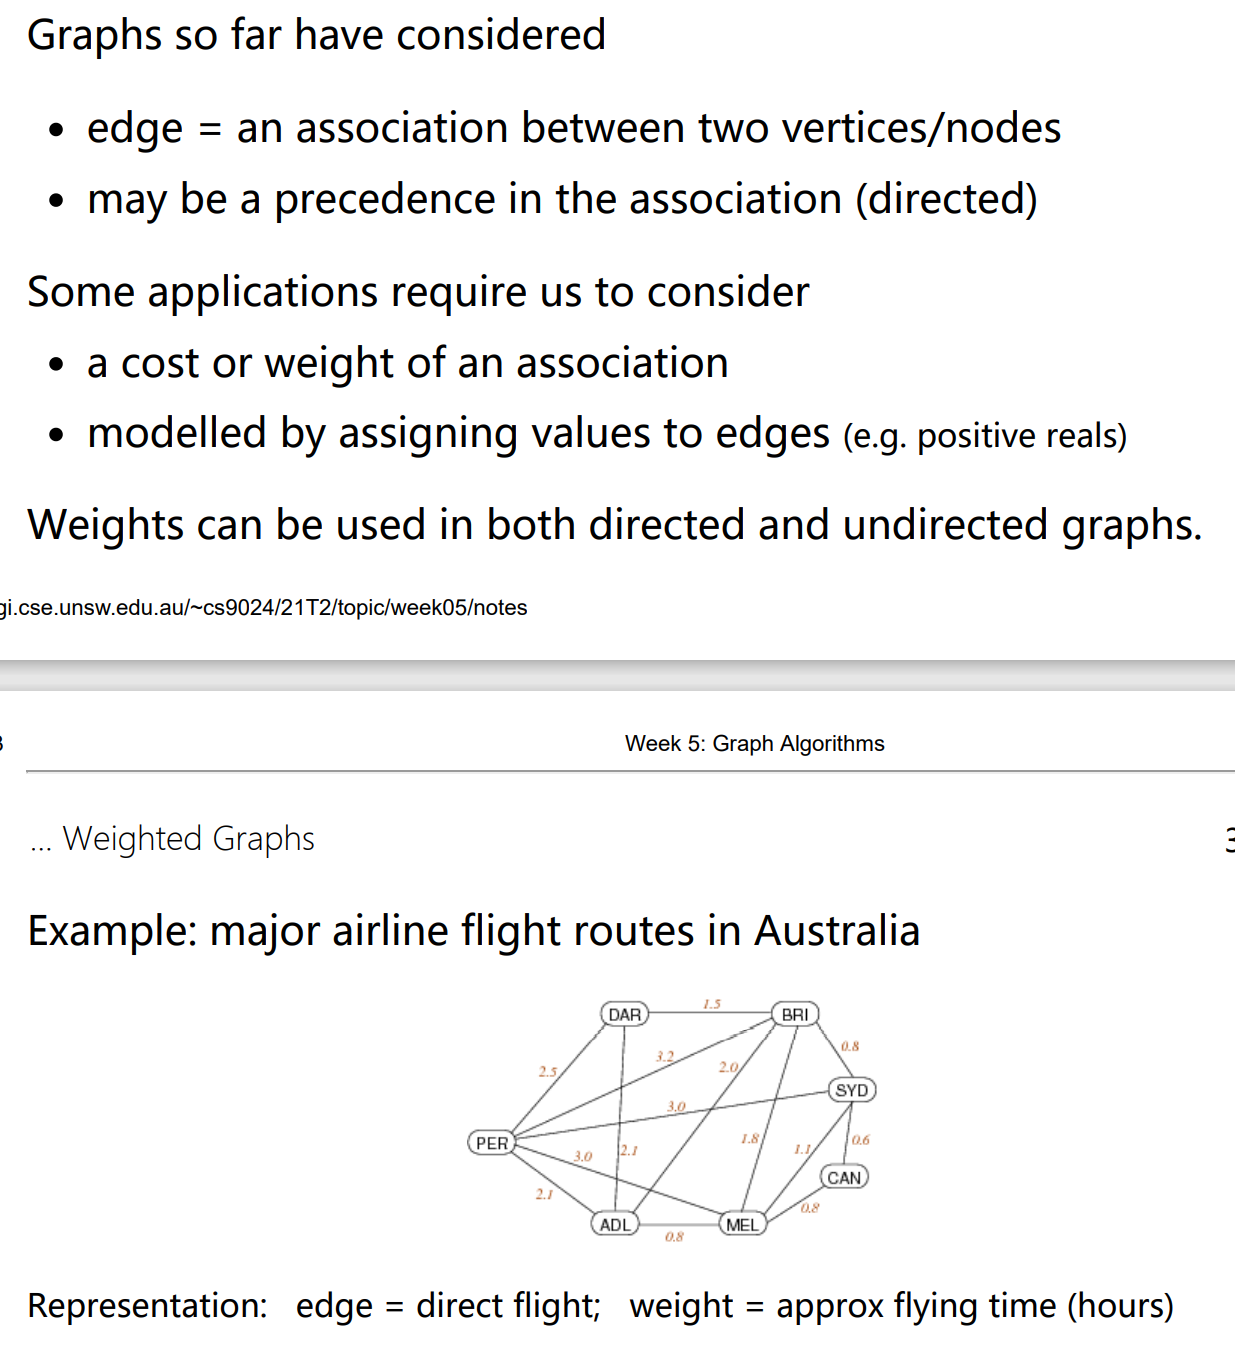 Graphs so far have considered
• edge = an association between two vertices/nodes
• may be a precedence in the association (directed)
Some applications require us to consider
• a cost or weight of an association
• modelled by assigning values to edges (e.g. positive reals)
Weights can be used in both directed and undirected graphs.
gi.cse.unsw.edu.au/~cs9024/21T2/topic/week05/notes
Week 5: Graph Algorithms
... Weighted Graphs
Example: major airline flight routes in Australia
1.5
DAR
BRI
0.8
3.2
2.0
2.5
SYD
3.0
PER
1.8
0.6
2.1
1.1
3.0
CAN
2.1
0.8
ADL
MEL
0.8
Representation: edge = direct flight; weight = approx flying time (hours)